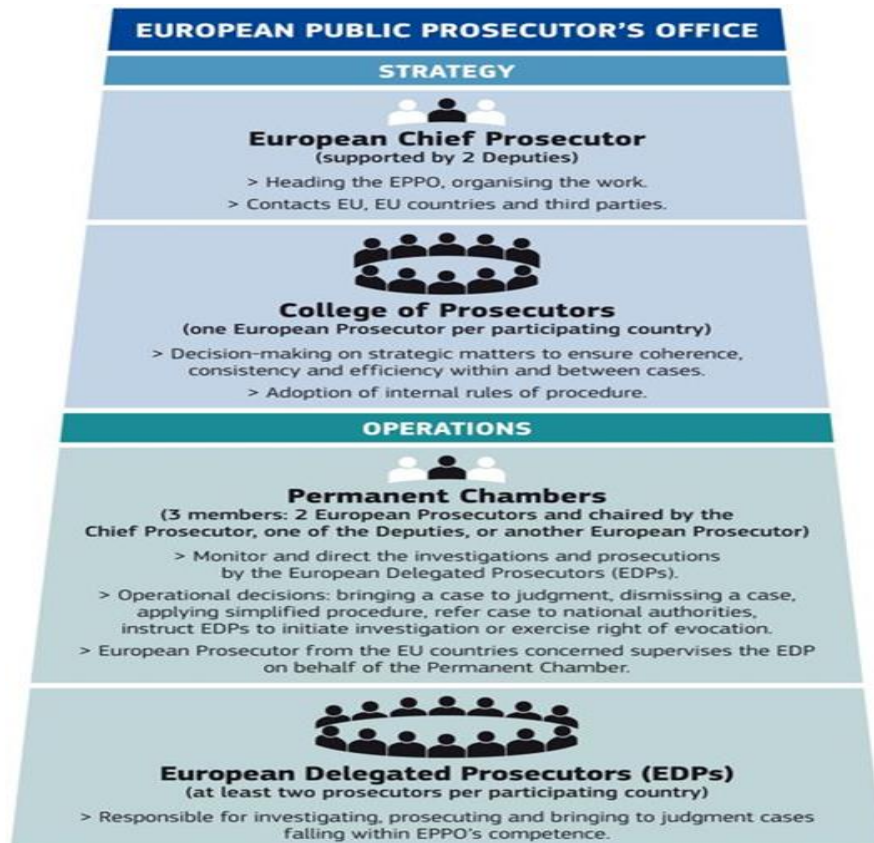 EUROPEAN PUBLIC PROSECUTOR'S OFFICE
STRATEGY
European Chief Prosecutor
(supported by 2 Deputies)
> Heading the EPPO, organising the work.
> Contacts EU, EU countries and third parties.
College of Prosecutors
(one European Prosecutor per participating country)
> Decision-making on strategic matters to ensure coherence,
consistency and efficiency within and between cases.
> Adoption of internal rules of procedure.
OPERATIONS
Permanent Chambers
(3 members: 2 European Prosecutors and chaired by the
Chief Prosecutor, one of the Deputies, or another European Prosecutor)
> Monitor and direct the investigations and prosecutions
by the European Delegated Prosecutors (EDPs).
> Operational decisions: bringing a case to judgment, dismissing a case,
applying simplified procedure, refer case to national authorities,
instruct EDPs to initiate investigation or exercise right of evocation.
> European Prosecutor from the EU countries concerned supervises the EDP
on behalf of the Permanent Chamber.
European Delegated Prosecutors (EDPs)
(at least two prosecutors per participating country)
> Responsible for investigating, prosecuting and bringing to judgment cases
falling within EPPO's competence.